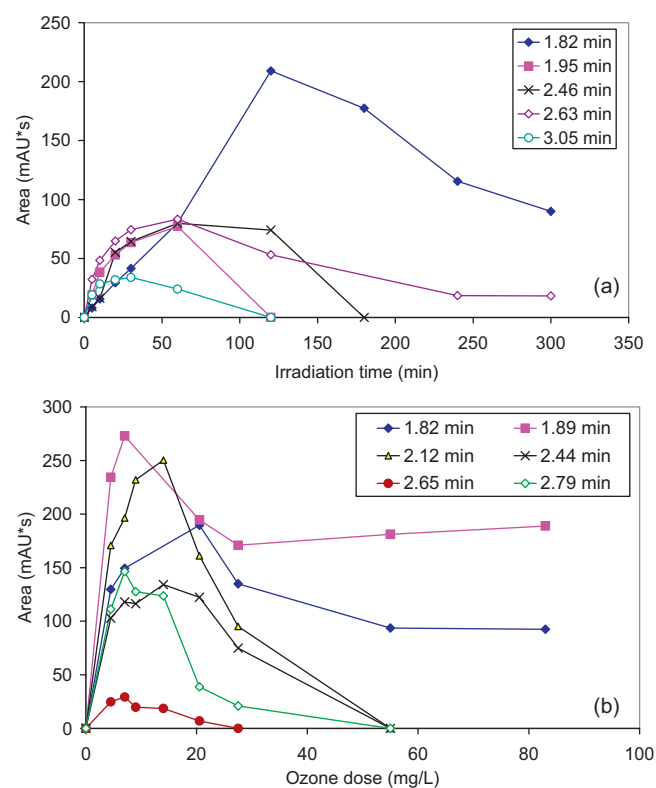 250
200
150
100
50
0
Area (mAU*s)
1.82 min
1.95 min
2.46 min
2.63 min
3.05 min
(a)
0 50 100 150 200 250 300 350
Irradiation time (min)
300
250
200
150
100
50
0
Area (mAU*s)
1.82 min 1.89 min
2.12 min 2.44 min
2.65 min 2.79 min
(b)
0 20 40 60 80 100
Ozone dose (mg/L)